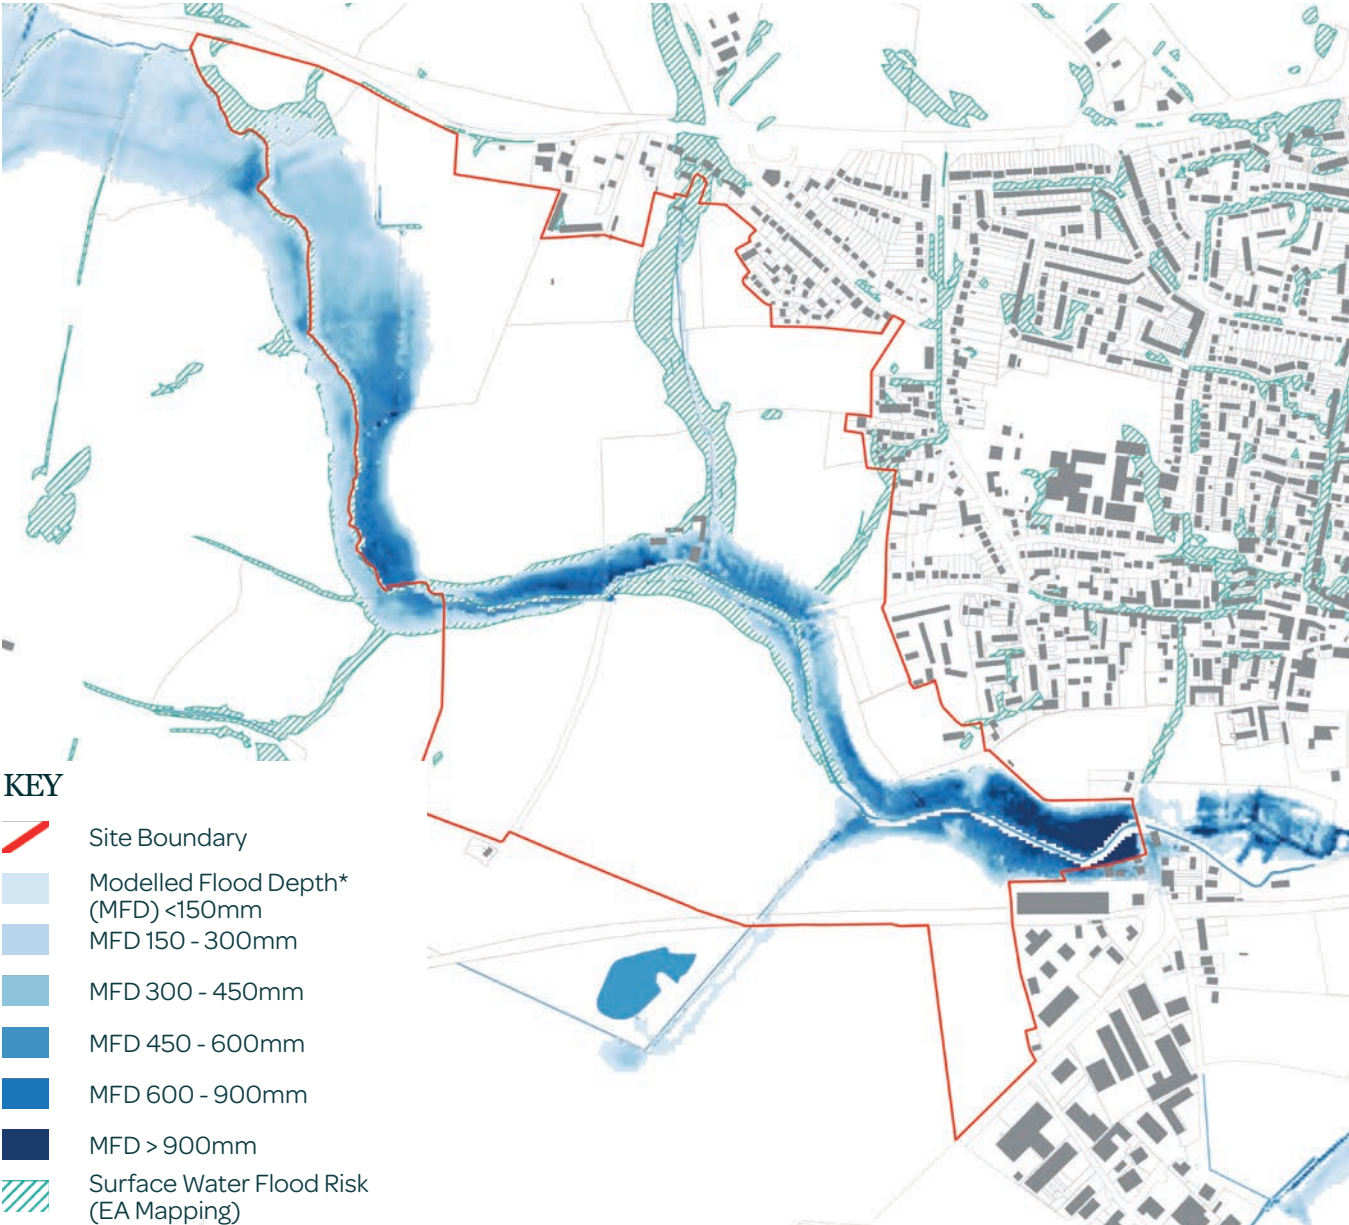 KEY
Site Boundary
Modelled Flood Depth*
(MFD) <150mm
MFD 150 - 300mm
MFD 300 - 450mm
MFD 450 - 600mm
MFD 600 - 900mm
MFD > 900mm
Surface Water Flood Risk
(EA Mapping)